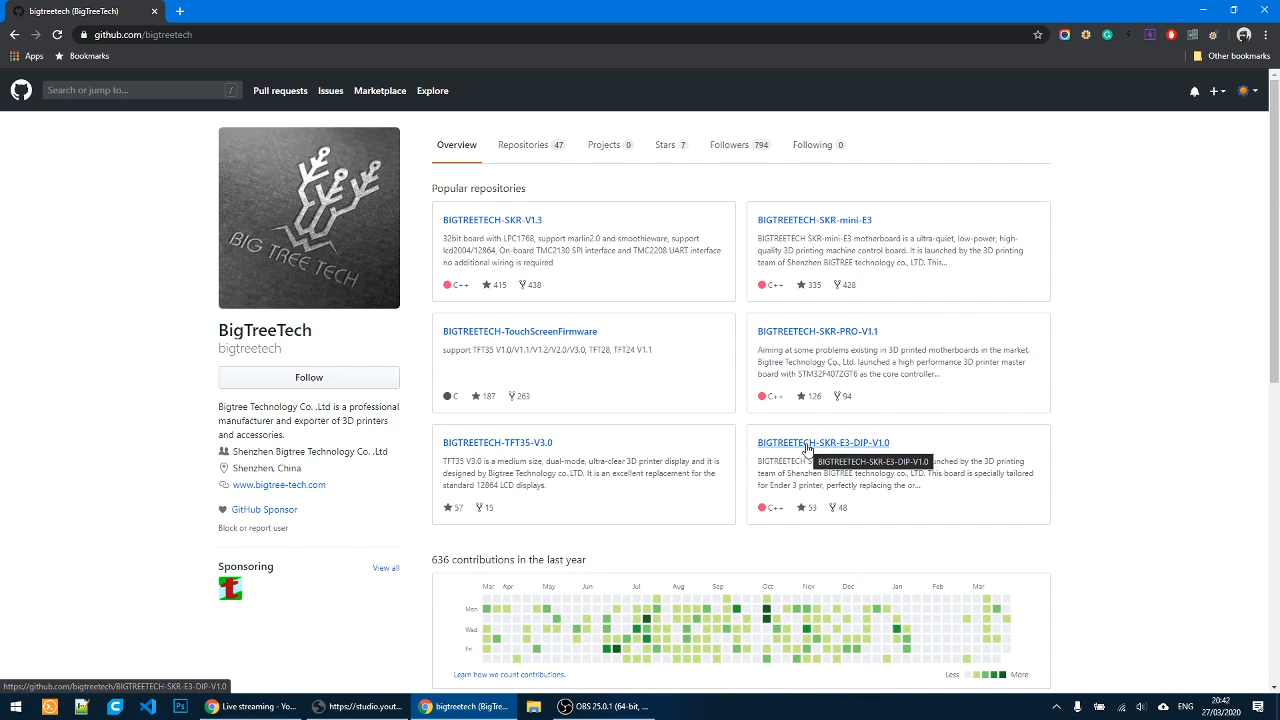 bigtreetech (BigTreeTech)
github.com/bigtreetech
Apps
Bookmarks
Other bookmarks
Search or jump to...
/
Pull requests
Issues
Marketplace
Explore
BIG TREE TECH
BigTreeTech
bigtreetech
Follow
Bigtree Technology Co. ,Ltd is a professional
manufacturer and exporter of 3D printers
and accessories.
Shenzhen Bigtree Technology Co. ,Ltd
Shenzhen, China
www.bigtree-tech.com
GitHub Sponsor
Block or report user
Sponsoring
View all
Overview
Repositories 47
Projects 0
Stars 7
Followers 794
Following 0
Popular repositories
BIGTREETECH-SKR-V1.3
32bit board with LPC1768, support marlin2.0 and smoothieware, support
lcd2004/12864, On-board TMC2130 SPI interface and TMC2208 UART interface
no additional wiring is required
C++ 415 438
BIGTREETECH-SKR-mini-E3
BIGTREETECH SKR-mini-E3 motherboard is a ultra-quiet, low-power, high-
quality 3D printing machine control board. It is launched by the 3D printing
team of Shenzhen BIGTREE technology co., LTD. This...
C++ 335 428
BIGTREETECH-TouchScreenFirmware
support TFT35 V1.0/V1.1/V1.2/V2.0/V3.0, TFT28, TFT24 V1.1
C 187 263
BIGTREETECH-SKR-PRO-V1.1
Aiming at some problems existing in 3D printed motherboards in the market,
Bigtree Technology Co., Ltd. launched a high performance 3D printer master
board with STM32F407ZGT6 as the core controller...
C++ 126 94
BIGTREETECH-TFT35-V3.0
TFT35 V3.0 is a medium size, dual-mode, ultra-clear 3D printer display and it is
designed by Bigtree Technology co.,LTD. It is an excellent replacement for the
standard 12864 LCD displays.
57 15
BIGTREETECH-SKR-E3-DIP-V1.0
BIGTREETECH S
BIGTREETECH-SKR-E3-DIP-V1.0
unched by the 3D printing
team of Shenzhen BIGTREE technology co., LTD. This board is specially tailored
for Ender 3 printer, perfectly replacing the or...
C++ 53 48
636 contributions in the last year
Mar Apr May Jun Jul Aug Sep Oct Nov Dec Jan Feb Mar
Mon
Wed
Fri
Learn how we count contributions.
Less More
https://github.com/bigtreetech/BIGTREETECH-SKR-E3-DIP-V1.0
Live streaming - Yo...
https://studio.yout...
bigtreetech (BigTre...
OBS 25.0.1 (64-bit, ...
ENG
20:42
27/03/2020